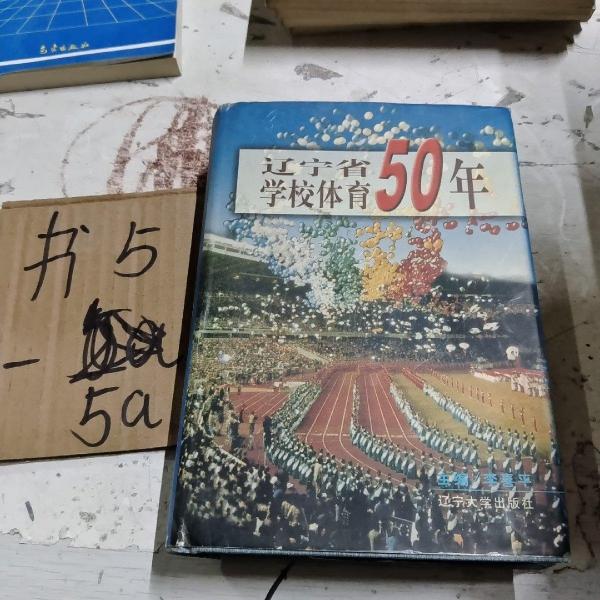 辽宁省
学校体育50年
主编 李喜平
辽宁大学出版社
书5
5a